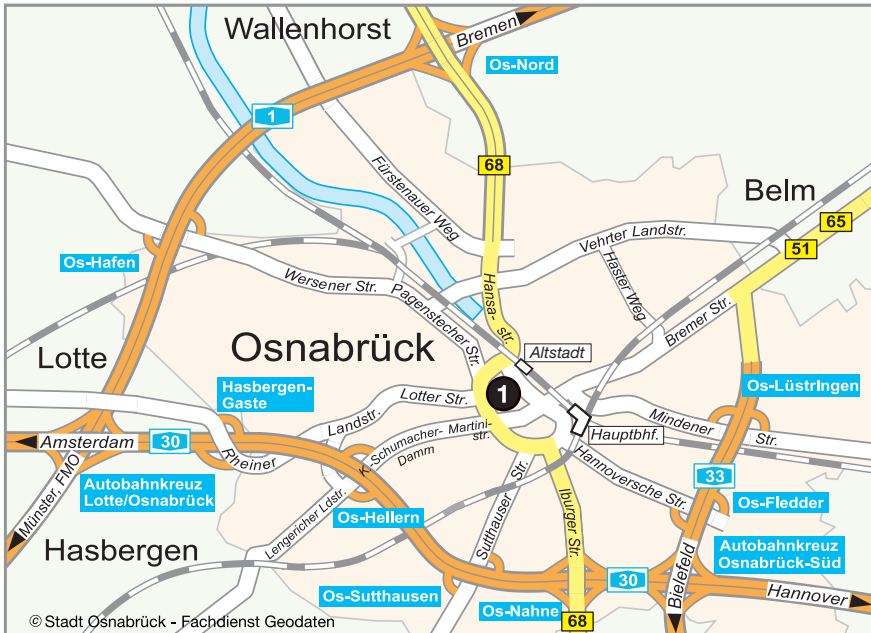 Wallenhorst
Bremen
Os-Nord
1
68
Fürstenauer Weg
Belm
65
51
Vehrter Landstr.
Haster Weg
Os-Hafen
Wersener Str.
Pagenstecher Str.
Hansa-
str.
Bremer Str.
Osnabrück
Altstadt
Lotte
Hasbergen-
Gaste
Lotter Str.
1
Os-LüstrIngen
Landstr.
Rheiner
K.-Schumacher-
Damm
Martini-
str.
Mindener
Str.
Hauptbhf.
Amsterdam
30
33
Münster, FMO
Autobahnkreuz
Lotte/Osnabrück
Lengericher Ldstr.
Os-Hellern
Sutthauser Str.
Iburger Str.
Hannoversche Str.
Os-Fledder
Hasbergen
Autobahnkreuz
Osnabrück-Süd
30
Bielefeld
Hannover
Os-Sutthausen
Os-Nahne
68
© Stadt Osnabrück - Fachdienst Geodaten